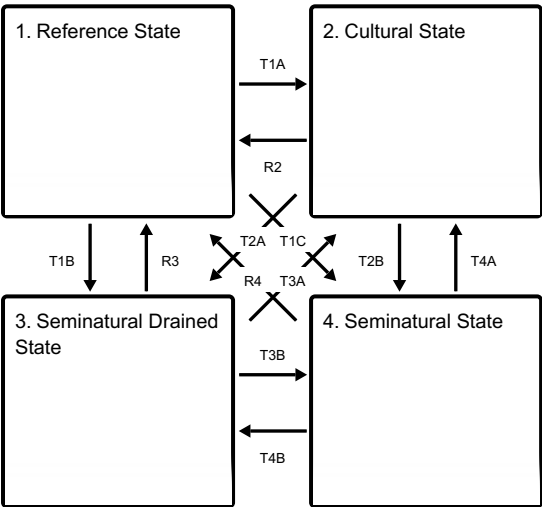 1. Reference State
2. Cultural State
T1A
R2
T2A
T1C
T1B
R3
T2B
T4A
R4
T3A
3. Seminatural Drained
State
4. Seminatural State
T3B
T4B